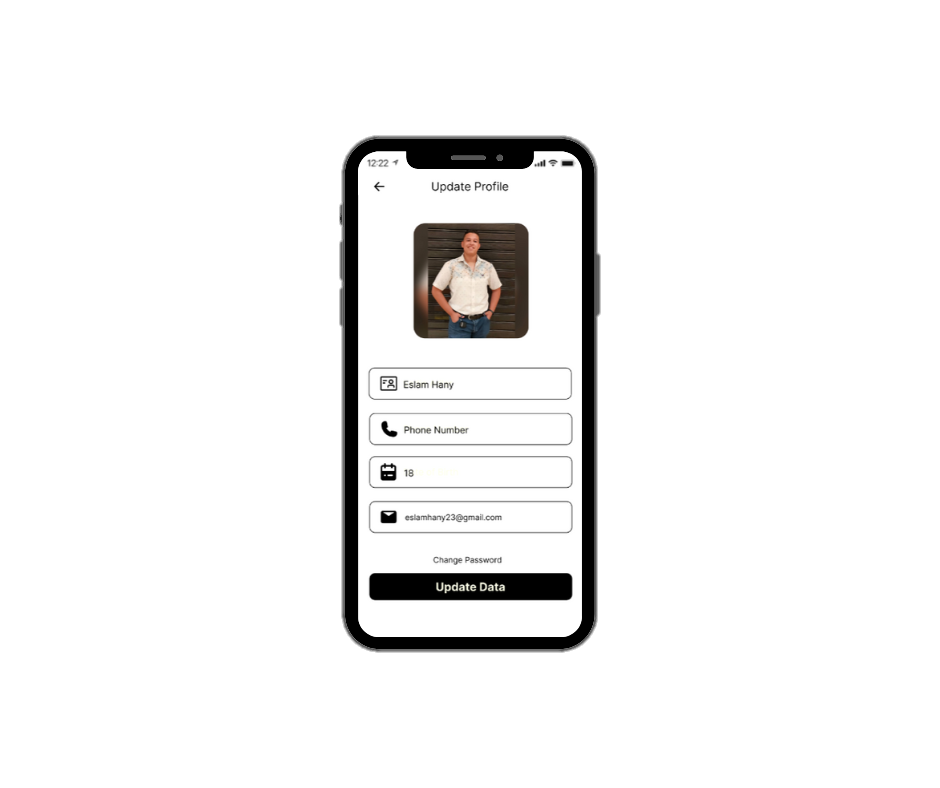 12:22
Update Profile
Eslam Hany
Phone Number
18
eslamhany23@gmail.com
Change Password
Update Data